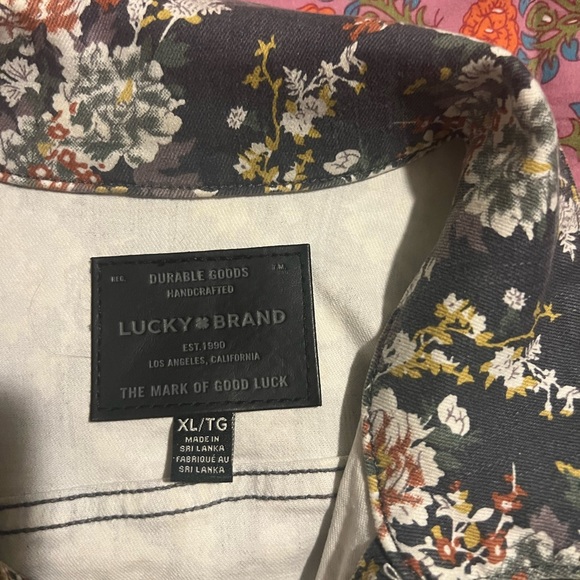 REG. T.M.
DURABLE GOODS
HANDCRAFTED
LUCKY BRAND
EST.1990
LOS ANGELES, CALIFORNIA
THE MARK OF GOOD LUCK
XL/TG
MADE IN
SRI LANKA
FABRIQUÉ AU
SRI LANKA